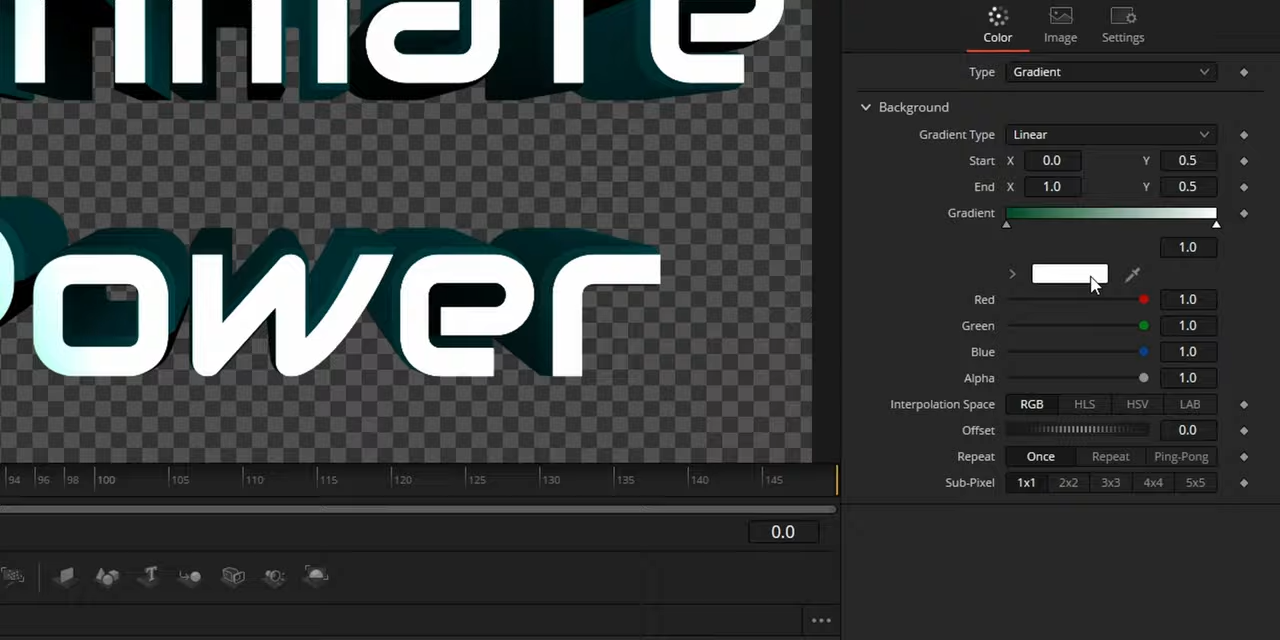 Color Image Settings
Type Gradient
Background
Gradient Type Linear
Start X 0.0 Y 0.5
End X 1.0 Y 0.5
Gradient
1.0
Red 1.0
Green 1.0
Blue 1.0
Alpha 1.0
Interpolation Space RGB HLS HSV LAB
Offset 0.0
Repeat Once Repeat Ping-Pong
Sub-Pixel 1x1 2x2 3x3 4x4 5x5
Power
94 96 98 100 105 110 115 120 125 130 135 140 145
0.0